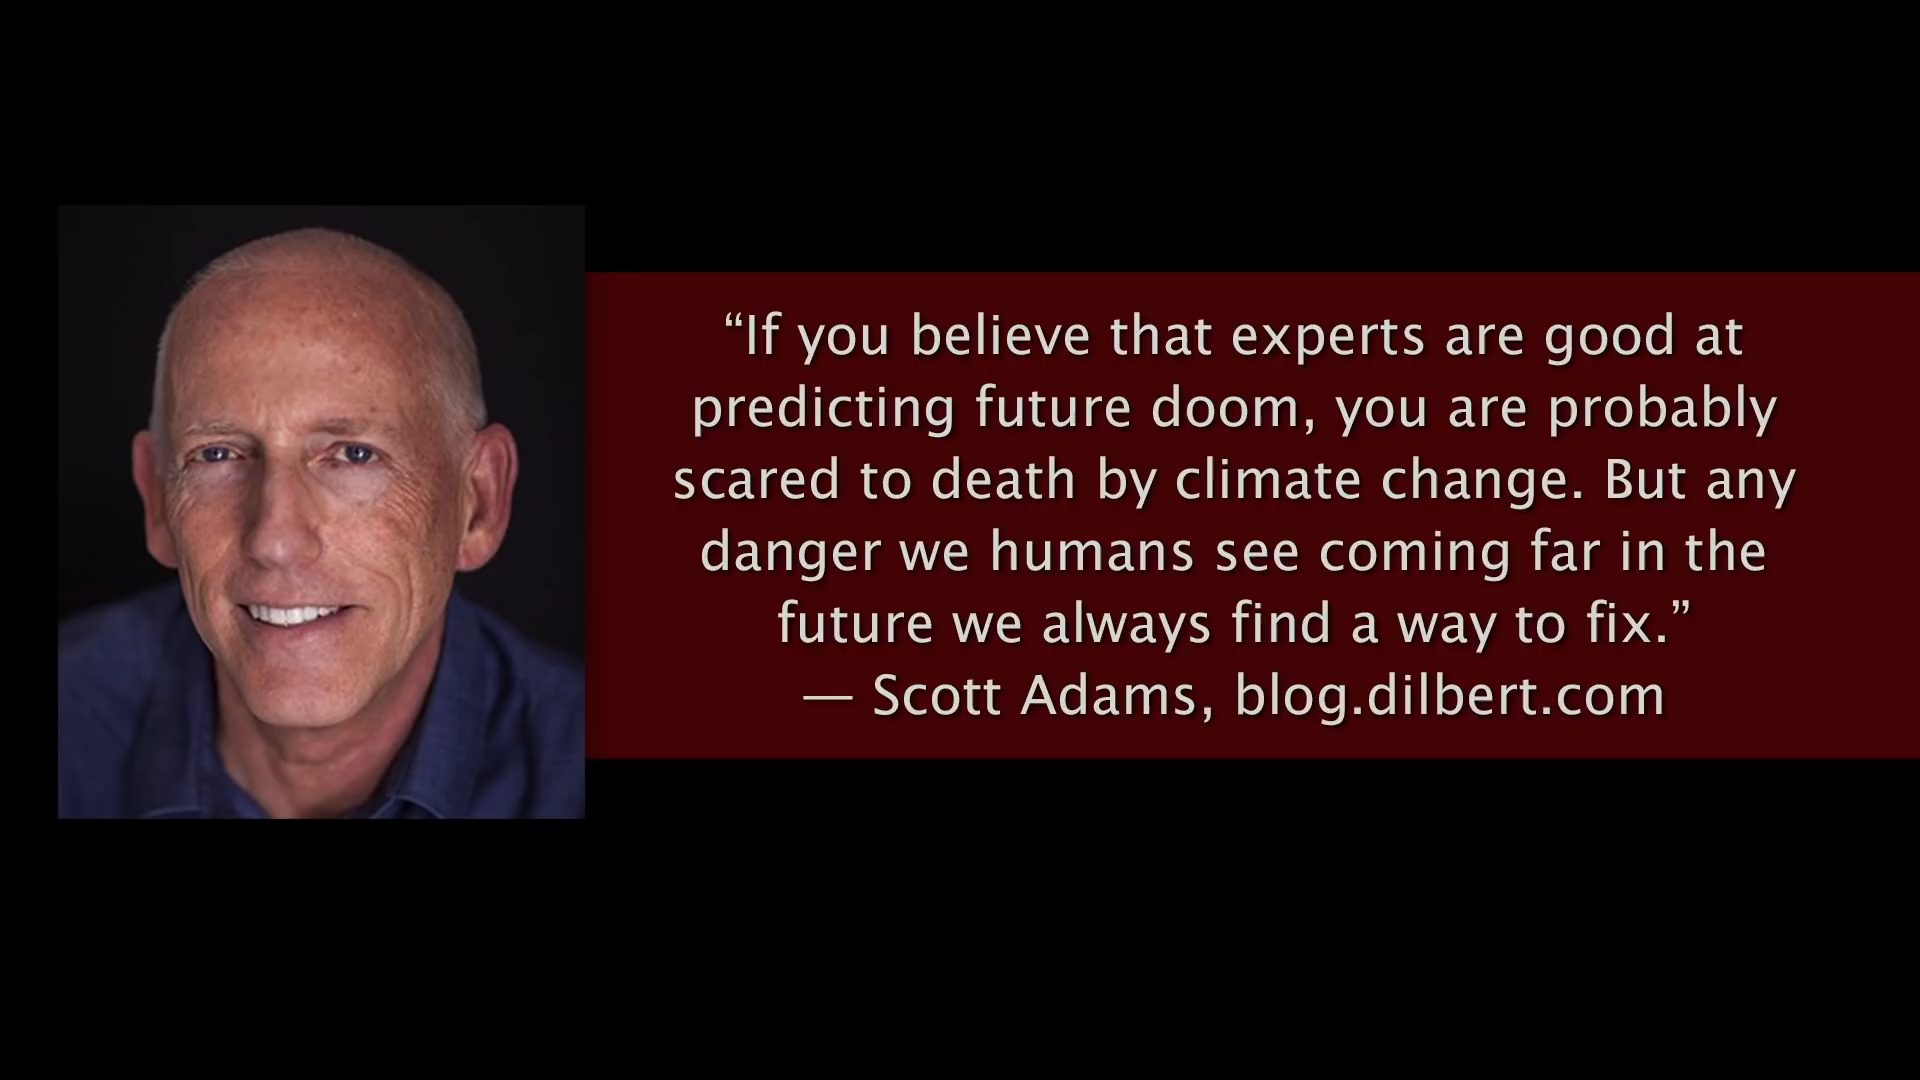 “If you believe that experts are good at
predicting future doom, you are probably
scared to death by climate change. But any
danger we humans see coming far in the
future we always find a way to fix.”
— Scott Adams, blog.dilbert.com